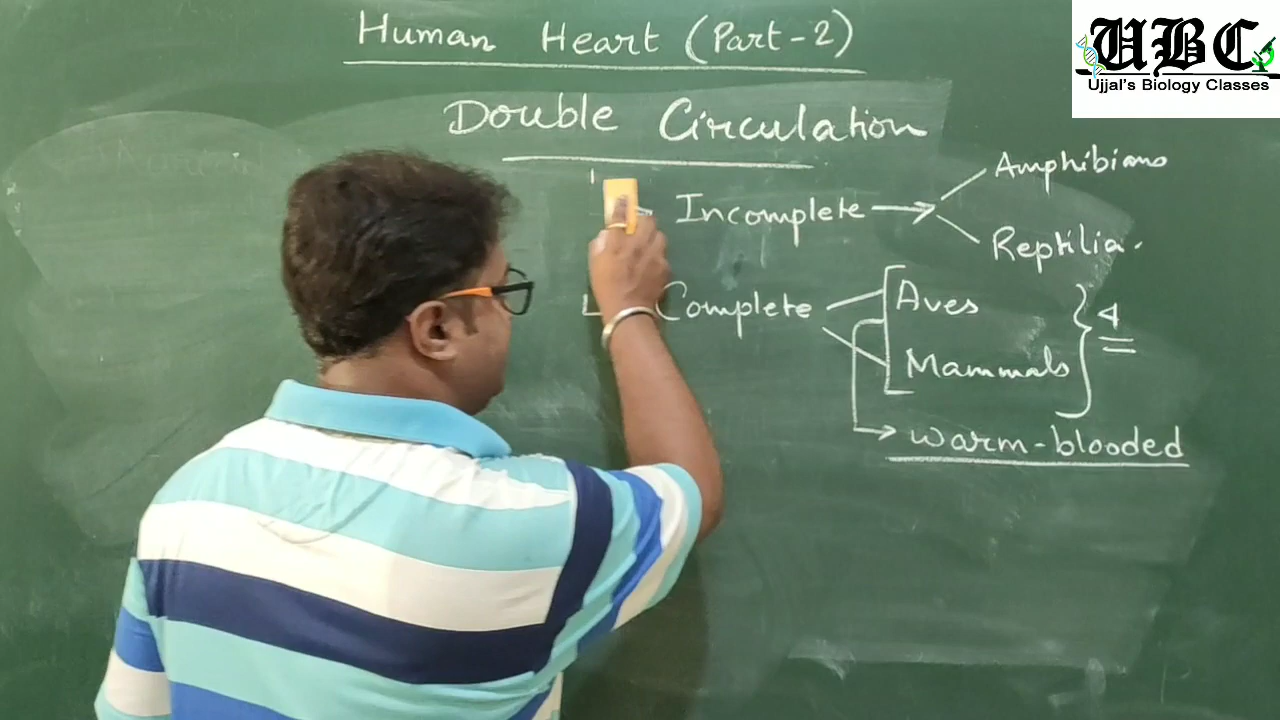 Human Heart (Part-2)
UBC
Ujjal's Biology Classes
Double Circulation
Incomplete
Amphibians
Reptilia.
Complete
Aves
Mammals
4
warm-blooded